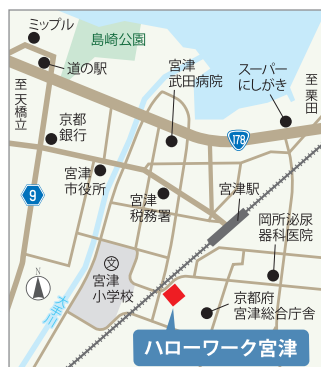 ミップル
島崎公園
道の駅
至天橋立
宮津
武田病院
スーパー
にしがき
至栗田
京都
銀行
178
宮津
市役所
9
宮津
税務署
宮津駅
岡所泌尿
器科医院
文
宮津
小学校
N
大手川
京都府
宮津総合庁舎
ハローワーク宮津